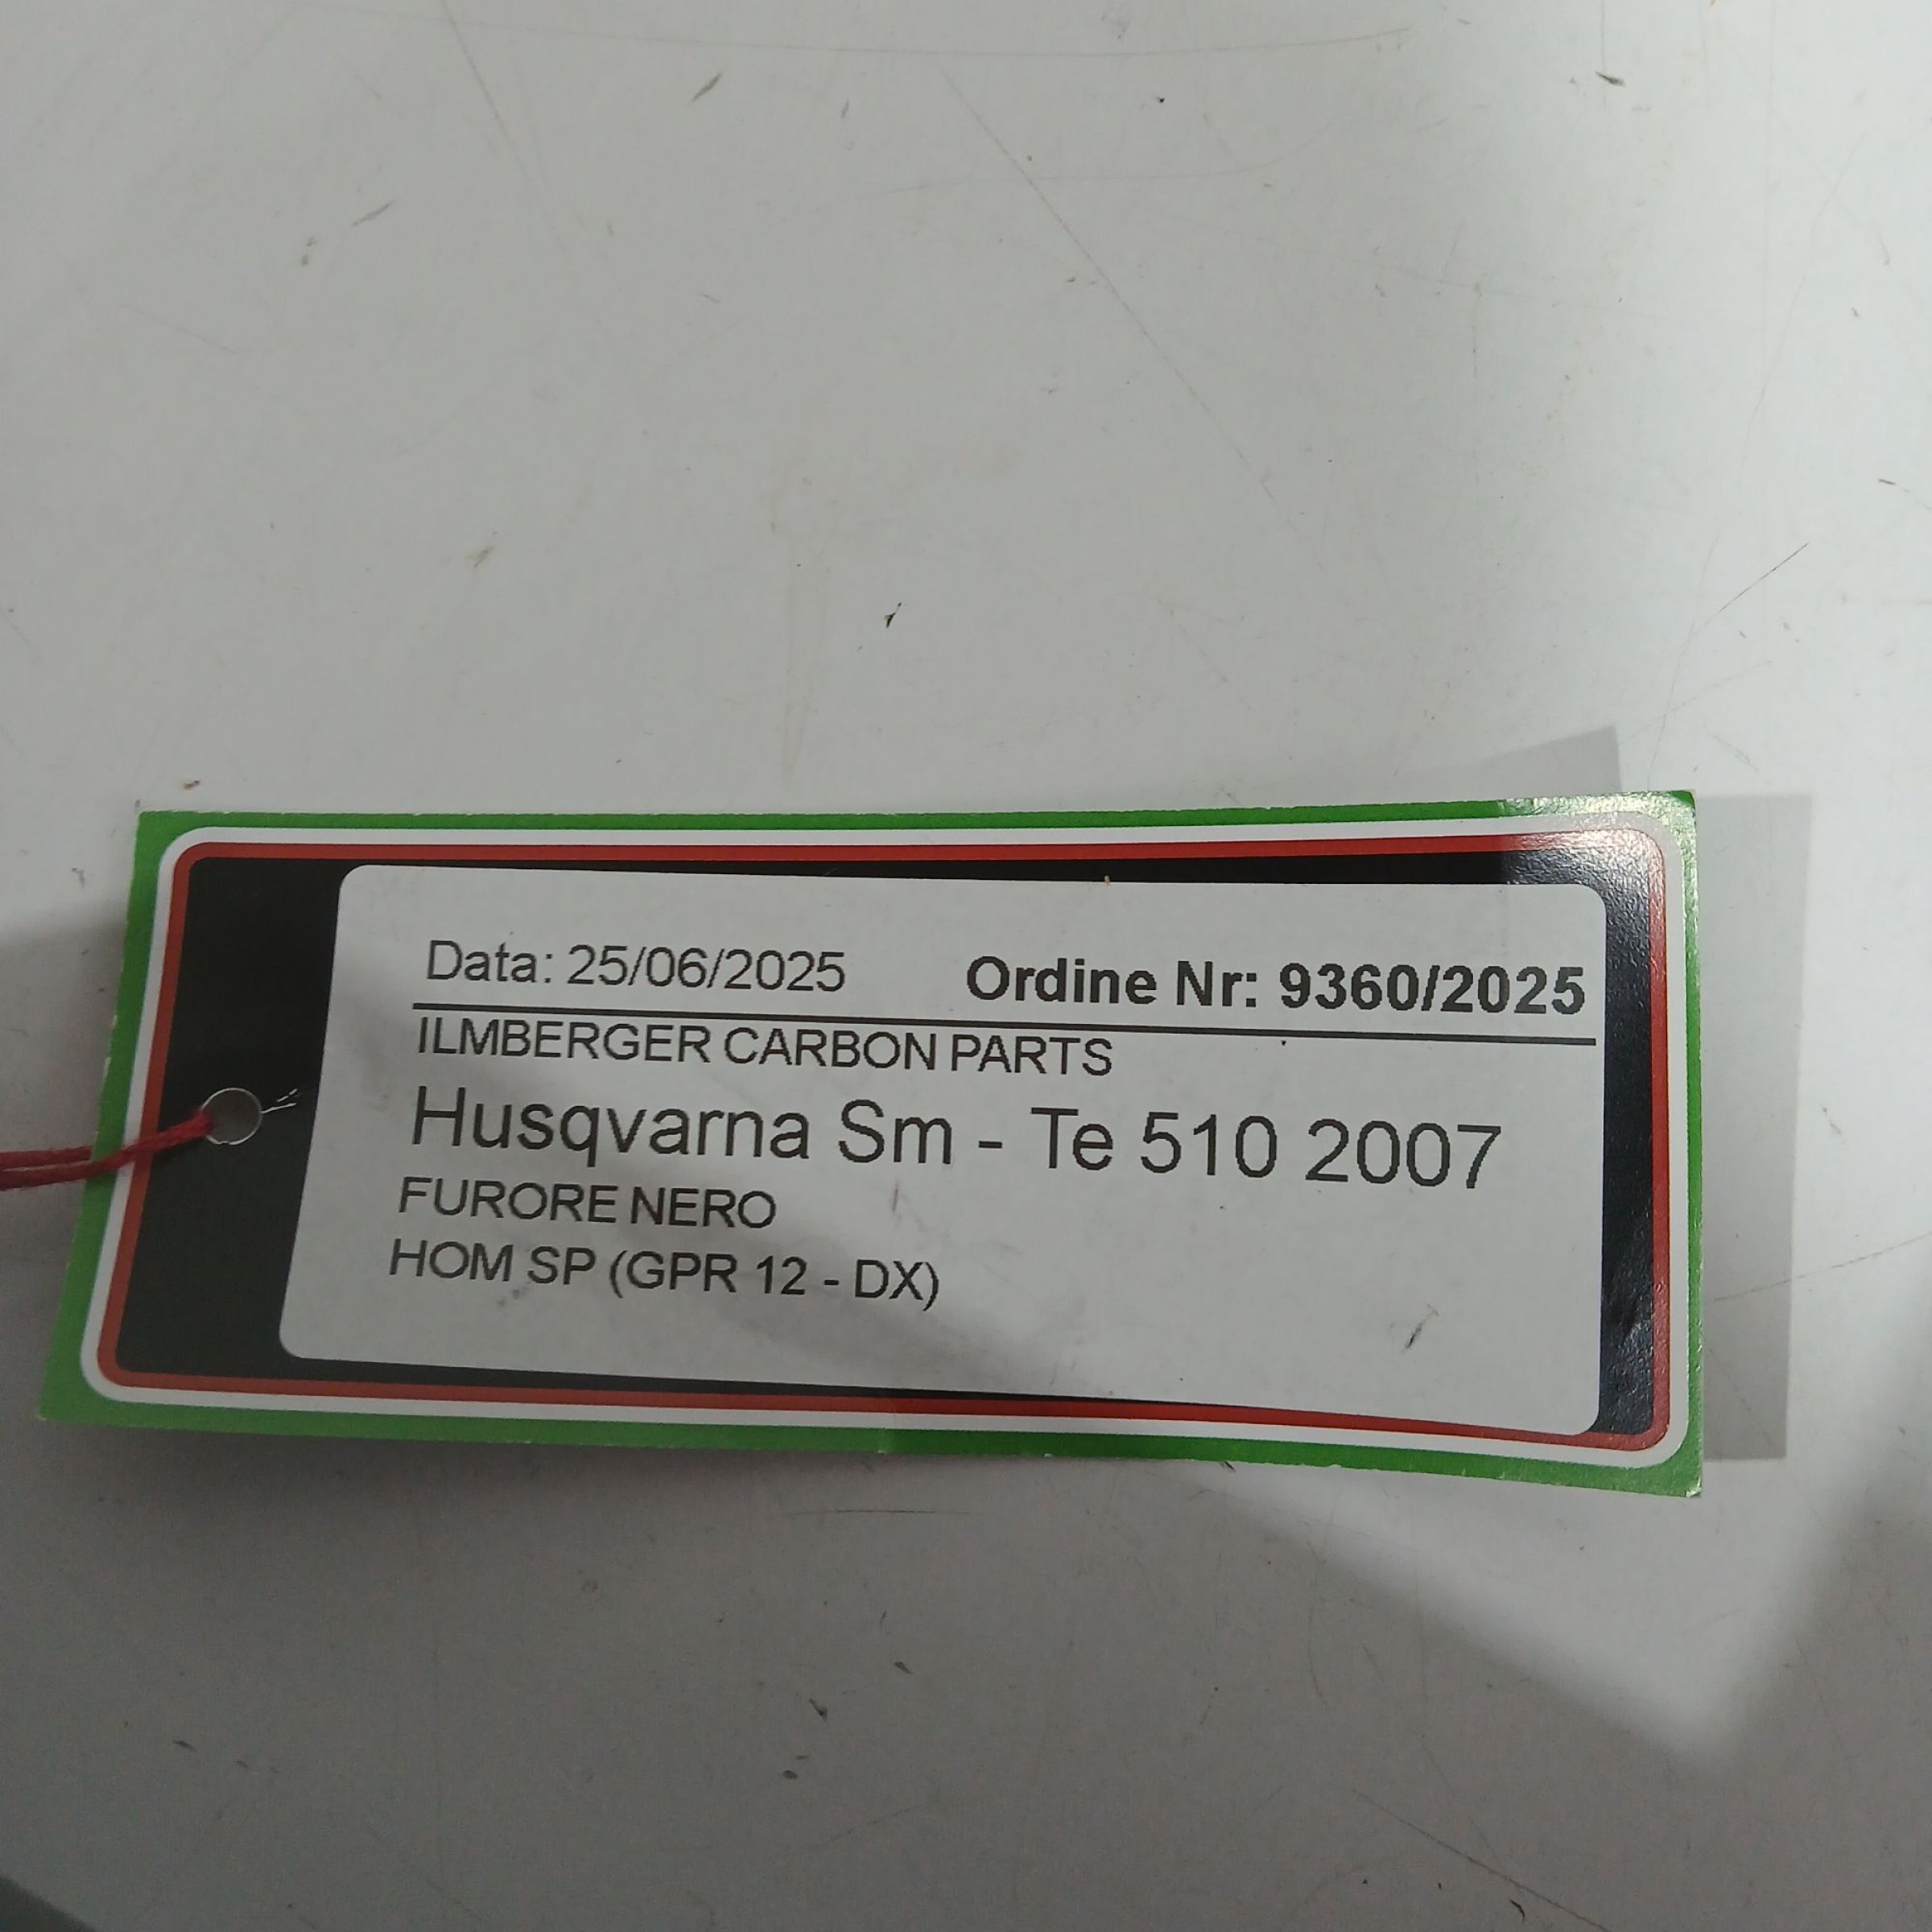 Data: 25/06/2025 Ordine Nr: 9360/2025
ILMBERGER CARBON PARTS
Husqvarna Sm - Te 510 2007
FURORE NERO
HOM SP (GPR 12 - DX)